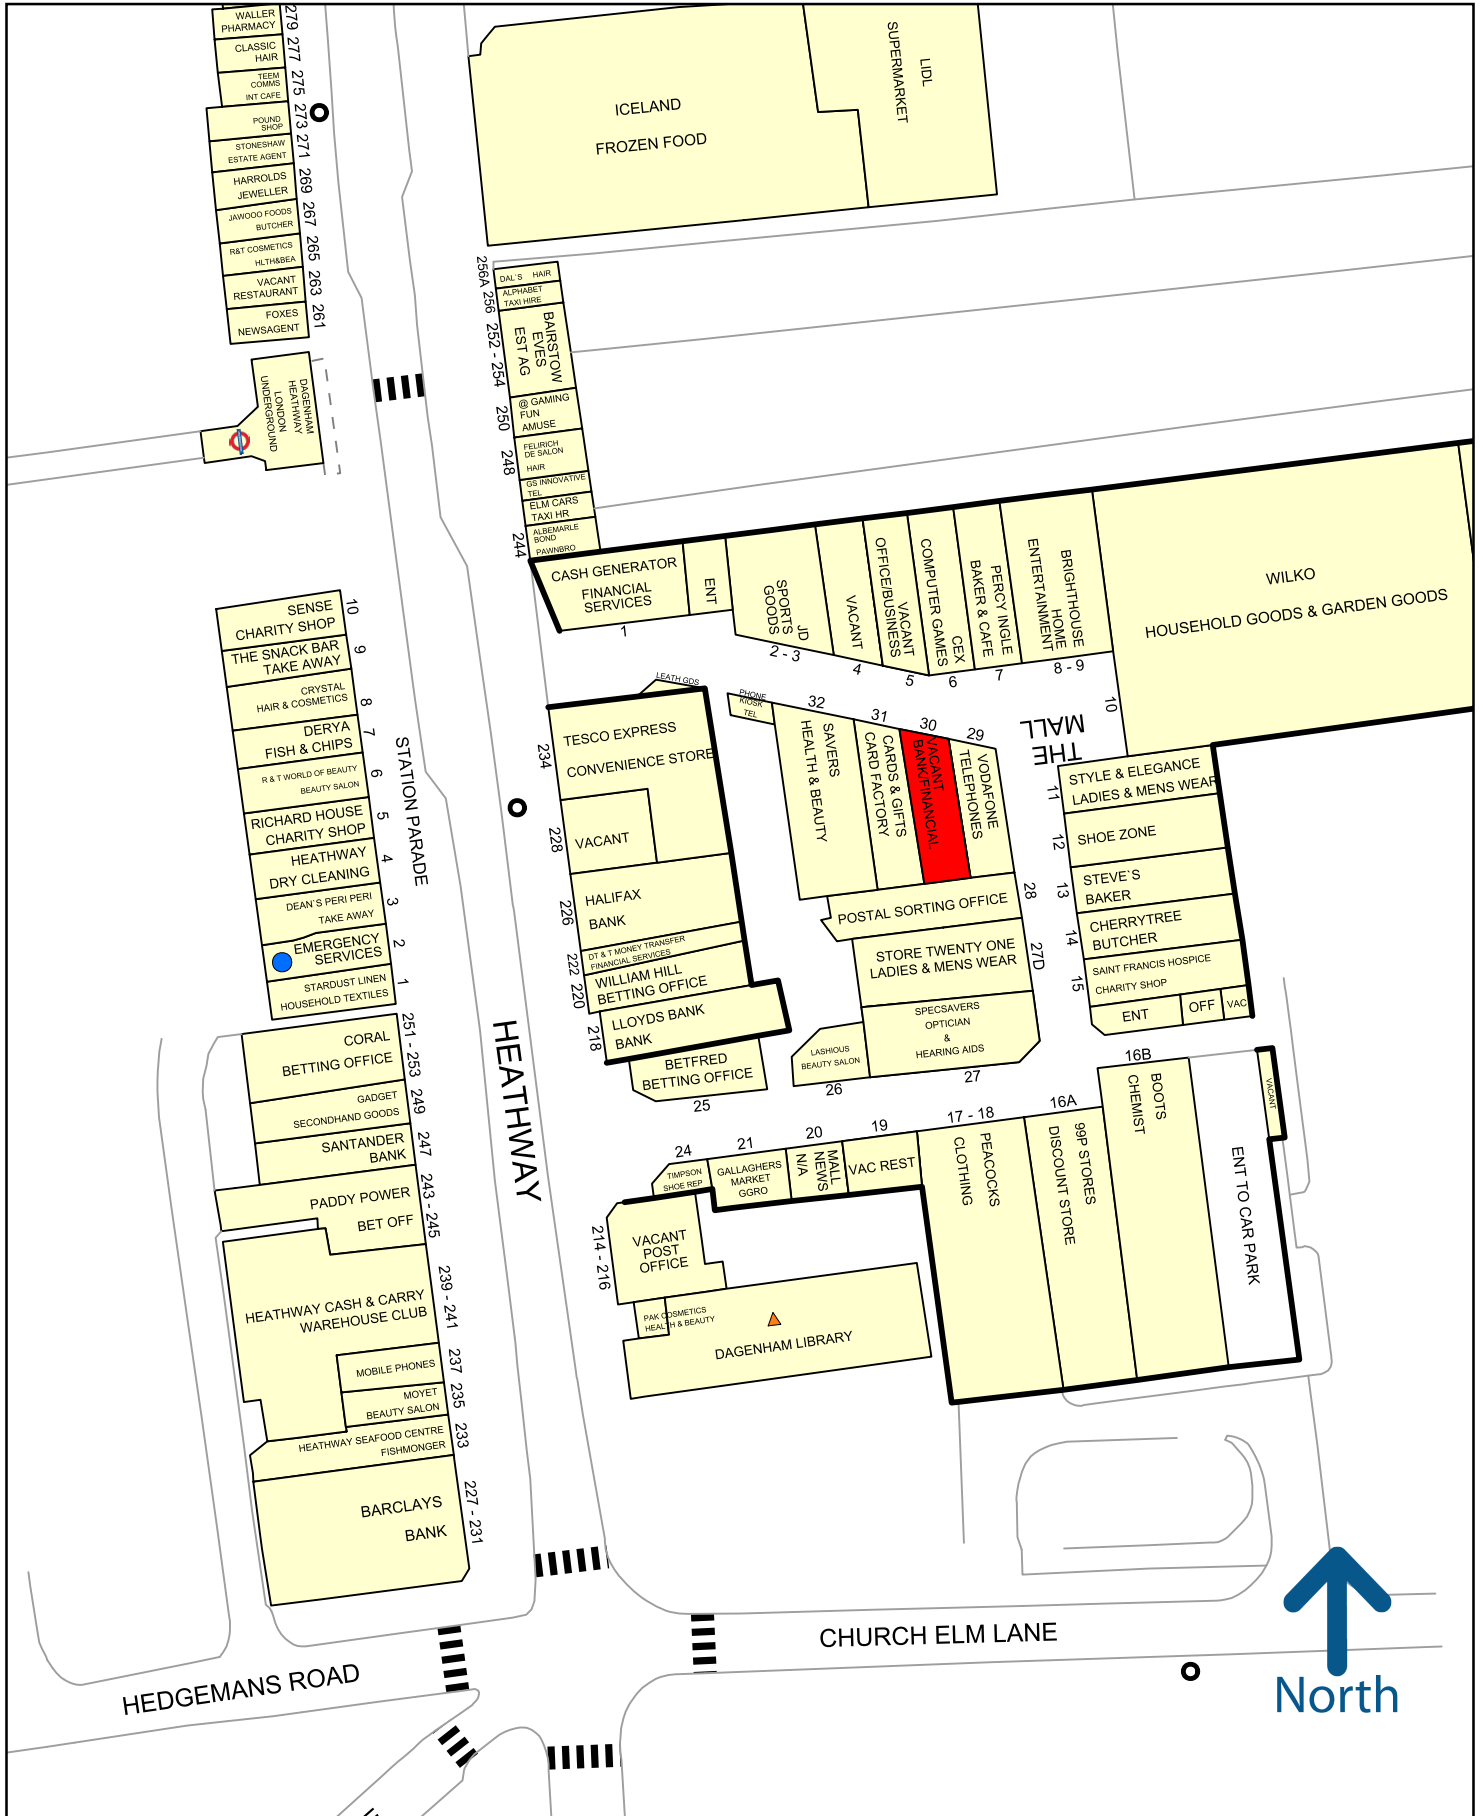 WALLER
PHARMACY
279
CLASSIC
HAIR
277
TEEM
COMMS
INT CAFE
275
POUND
SHOP
273
STONESHAW
ESTATE AGENT
271
HARROLDS
JEWELLER
269
JAWOOO FOODS
BUTCHER
267
R&T COSMETICS
HLTH&BEA
265
VACANT
RESTAURANT
263
FOXES
NEWSAGENT
261
DAGENHAM
HEATHWAY
LONDON
UNDERGROUND
ICELAND
FROZEN FOOD
LIDL
SUPERMARKET
256A
DAL`S HAIR
256
ALPHABET
TAXI HIRE
252 - 254
BAIRSTOW
EVES
EST AG
250
@ GAMING
FUN
AMUSE
248
FELIRICH
DE SALON
HAIR
GS INNOVATIVE
TEL
ELM CARS
TAXI HR
244
ALBEMARLE
BOND
PAWNBRO
CASH GENERATOR
FINANCIAL
SERVICES
1
ENT
JD
SPORTS
GOODS
2 - 3
VACANT
4
VACANT
OFFICE/BUSINESS
5
CEX
COMPUTER GAMES
6
PERCY INGLE
BAKER & CAFE
7
BRIGHTHOUSE
HOME
ENTERTAINMENT
8 - 9
WILKO
HOUSEHOLD GOODS & GARDEN GOODS
10
THE
MALL
SENSE
CHARITY SHOP
10
THE SNACK BAR
TAKE AWAY
9
CRYSTAL
HAIR & COSMETICS
8
DERYA
FISH & CHIPS
7
R & T WORLD OF BEAUTY
BEAUTY SALON
6
RICHARD HOUSE
CHARITY SHOP
5
HEATHWAY
DRY CLEANING
4
DEAN`S PERI PERI
TAKE AWAY
3
EMERGENCY
SERVICES
2
STARDUST LINEN
HOUSEHOLD TEXTILES
1
STATION PARADE
LEATH GDS
TESCO EXPRESS
CONVENIENCE STORE
234
VACANT
228
HALIFAX
BANK
226
DT & T MONEY TRANSFER
FINANCIAL SERVICES
222
WILLIAM HILL
BETTING OFFICE
220
LLOYDS BANK
BANK
218
BETFRED
BETTING OFFICE
25
PHONE
KIOSK
TEL
32
SAVERS
HEALTH & BEAUTY
31
CARDS & GIFTS
CARD FACTORY
30
VACANT
BANK/FINANCIAL
29
VODAFONE
TELEPHONES
28
POSTAL SORTING OFFICE
27D
STORE TWENTY ONE
LADIES & MENS WEAR
SPECSAVERS
OPTICIAN
&
HEARING AIDS
27
LASHIOUS
BEAUTY SALON
26
11
STYLE & ELEGANCE
LADIES & MENS WEAR
12
SHOE ZONE
13
STEVE`S
BAKER
14
CHERRYTREE
BUTCHER
15
SAINT FRANCIS HOSPICE
CHARITY SHOP
ENT
OFF
VAC
16B
BOOTS
CHEMIST
VACANT
ENT TO CAR PARK
16A
99P STORES
DISCOUNT STORE
17 - 18
PEACOCKS
CLOTHING
19
VAC REST
20
MALL
NEWS
N/A
21
GALLAGHERS
MARKET
GGRO
24
TIMPSON
SHOE REP
214 - 216
VACANT
POST
OFFICE
PAK COSMETICS
HEALTH & BEAUTY
DAGENHAM LIBRARY
HEATHWAY
CORAL
BETTING OFFICE
251 - 253
GADGET
SECONDHAND GOODS
249
SANTANDER
BANK
247
PADDY POWER
BET OFF
243 - 245
HEATHWAY CASH & CARRY
WAREHOUSE CLUB
239 - 241
MOBILE PHONES
237
MOYET
BEAUTY SALON
235
HEATHWAY SEAFOOD CENTRE
FISHMONGER
233
BARCLAYS
BANK
227 - 231
CHURCH ELM LANE
HEDGEMANS ROAD
North